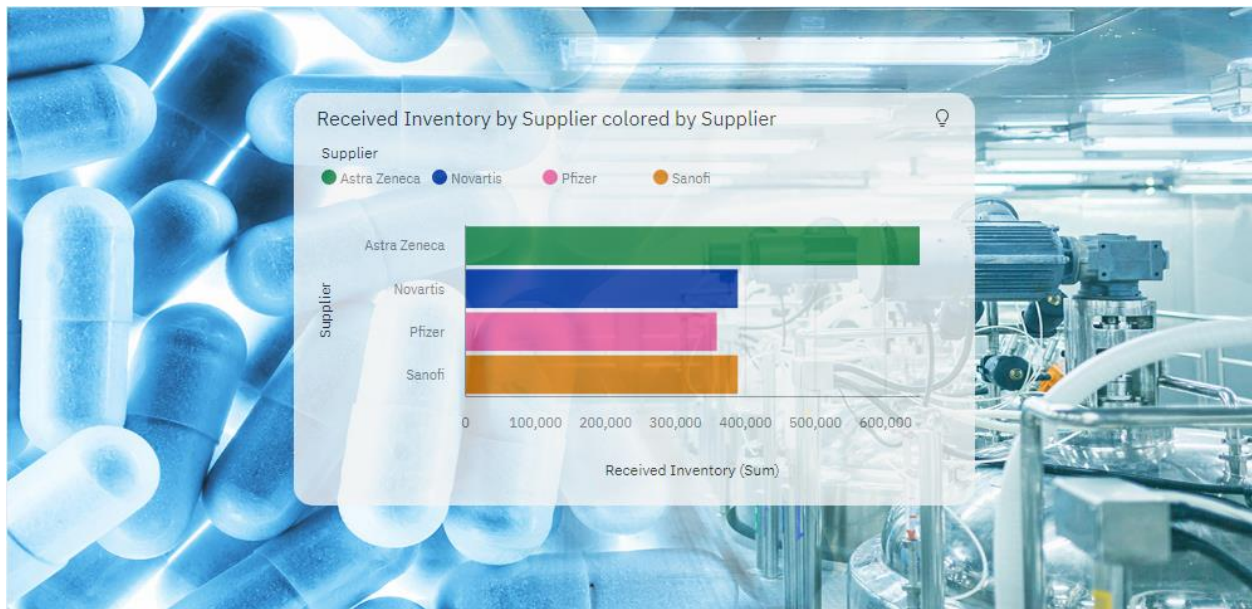 Received Inventory by Supplier colored by Supplier
Supplier
Astra Zeneca Novartis Pfizer Sanofi
Astra Zeneca
Novartis
Pfizer
Sanofi
Supplier
0 100,000 200,000 300,000 400,000 500,000 600,000
Received Inventory (Sum)